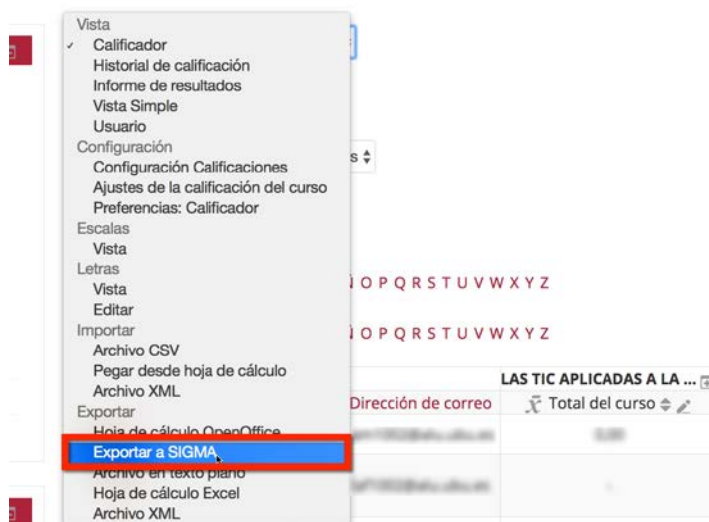 Vista
✓ Calificador
Historial de calificación
Informe de resultados
Vista Simple
Usuario
Configuración
Configuración Calificaciones
s
Ajustes de la calificación del curso
Preferencias: Calificador
Escalas
Vista
Letras
Vista
O P Q R S T U V W X Y Z
Editar
Importar
O P Q R S T U V W X Y Z
Archivo CSV
Pegar desde hoja de cálculo
LAS TIC APLICADAS A LA ...
Archivo XML
Dirección de correo
Total del curso
Exportar
Hoja de cálculo OpenOffice
Exportar a SIGMA
Archivo en texto plano
Hoja de cálculo Excel
Archivo XML